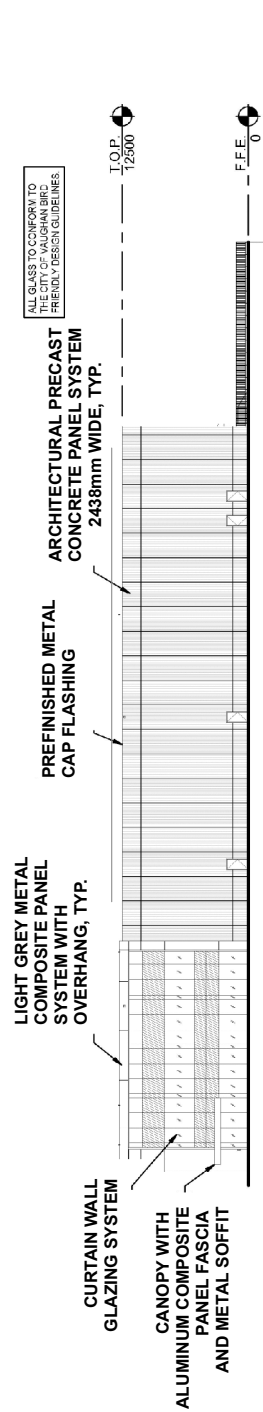 ALL GLASS TO CONFORM TO
THE CITY OF VAUGHAN BIRD
FRIENDLY DESIGN GUIDELINES.
LIGHT GREY METAL
COMPOSITE PANEL
SYSTEM WITH
OVERHANG, TYP.
PREFINISHED METAL
CAP FLASHING
ARCHITECTURAL PRECAST
CONCRETE PANEL SYSTEM
2438mm WIDE, TYP.
T.O.P.
12500
F.F.E.
0
CURTAIN WALL
GLAZING SYSTEM
CANOPY WITH
ALUMINUM COMPOSITE
PANEL FASCIA
AND METAL SOFFIT